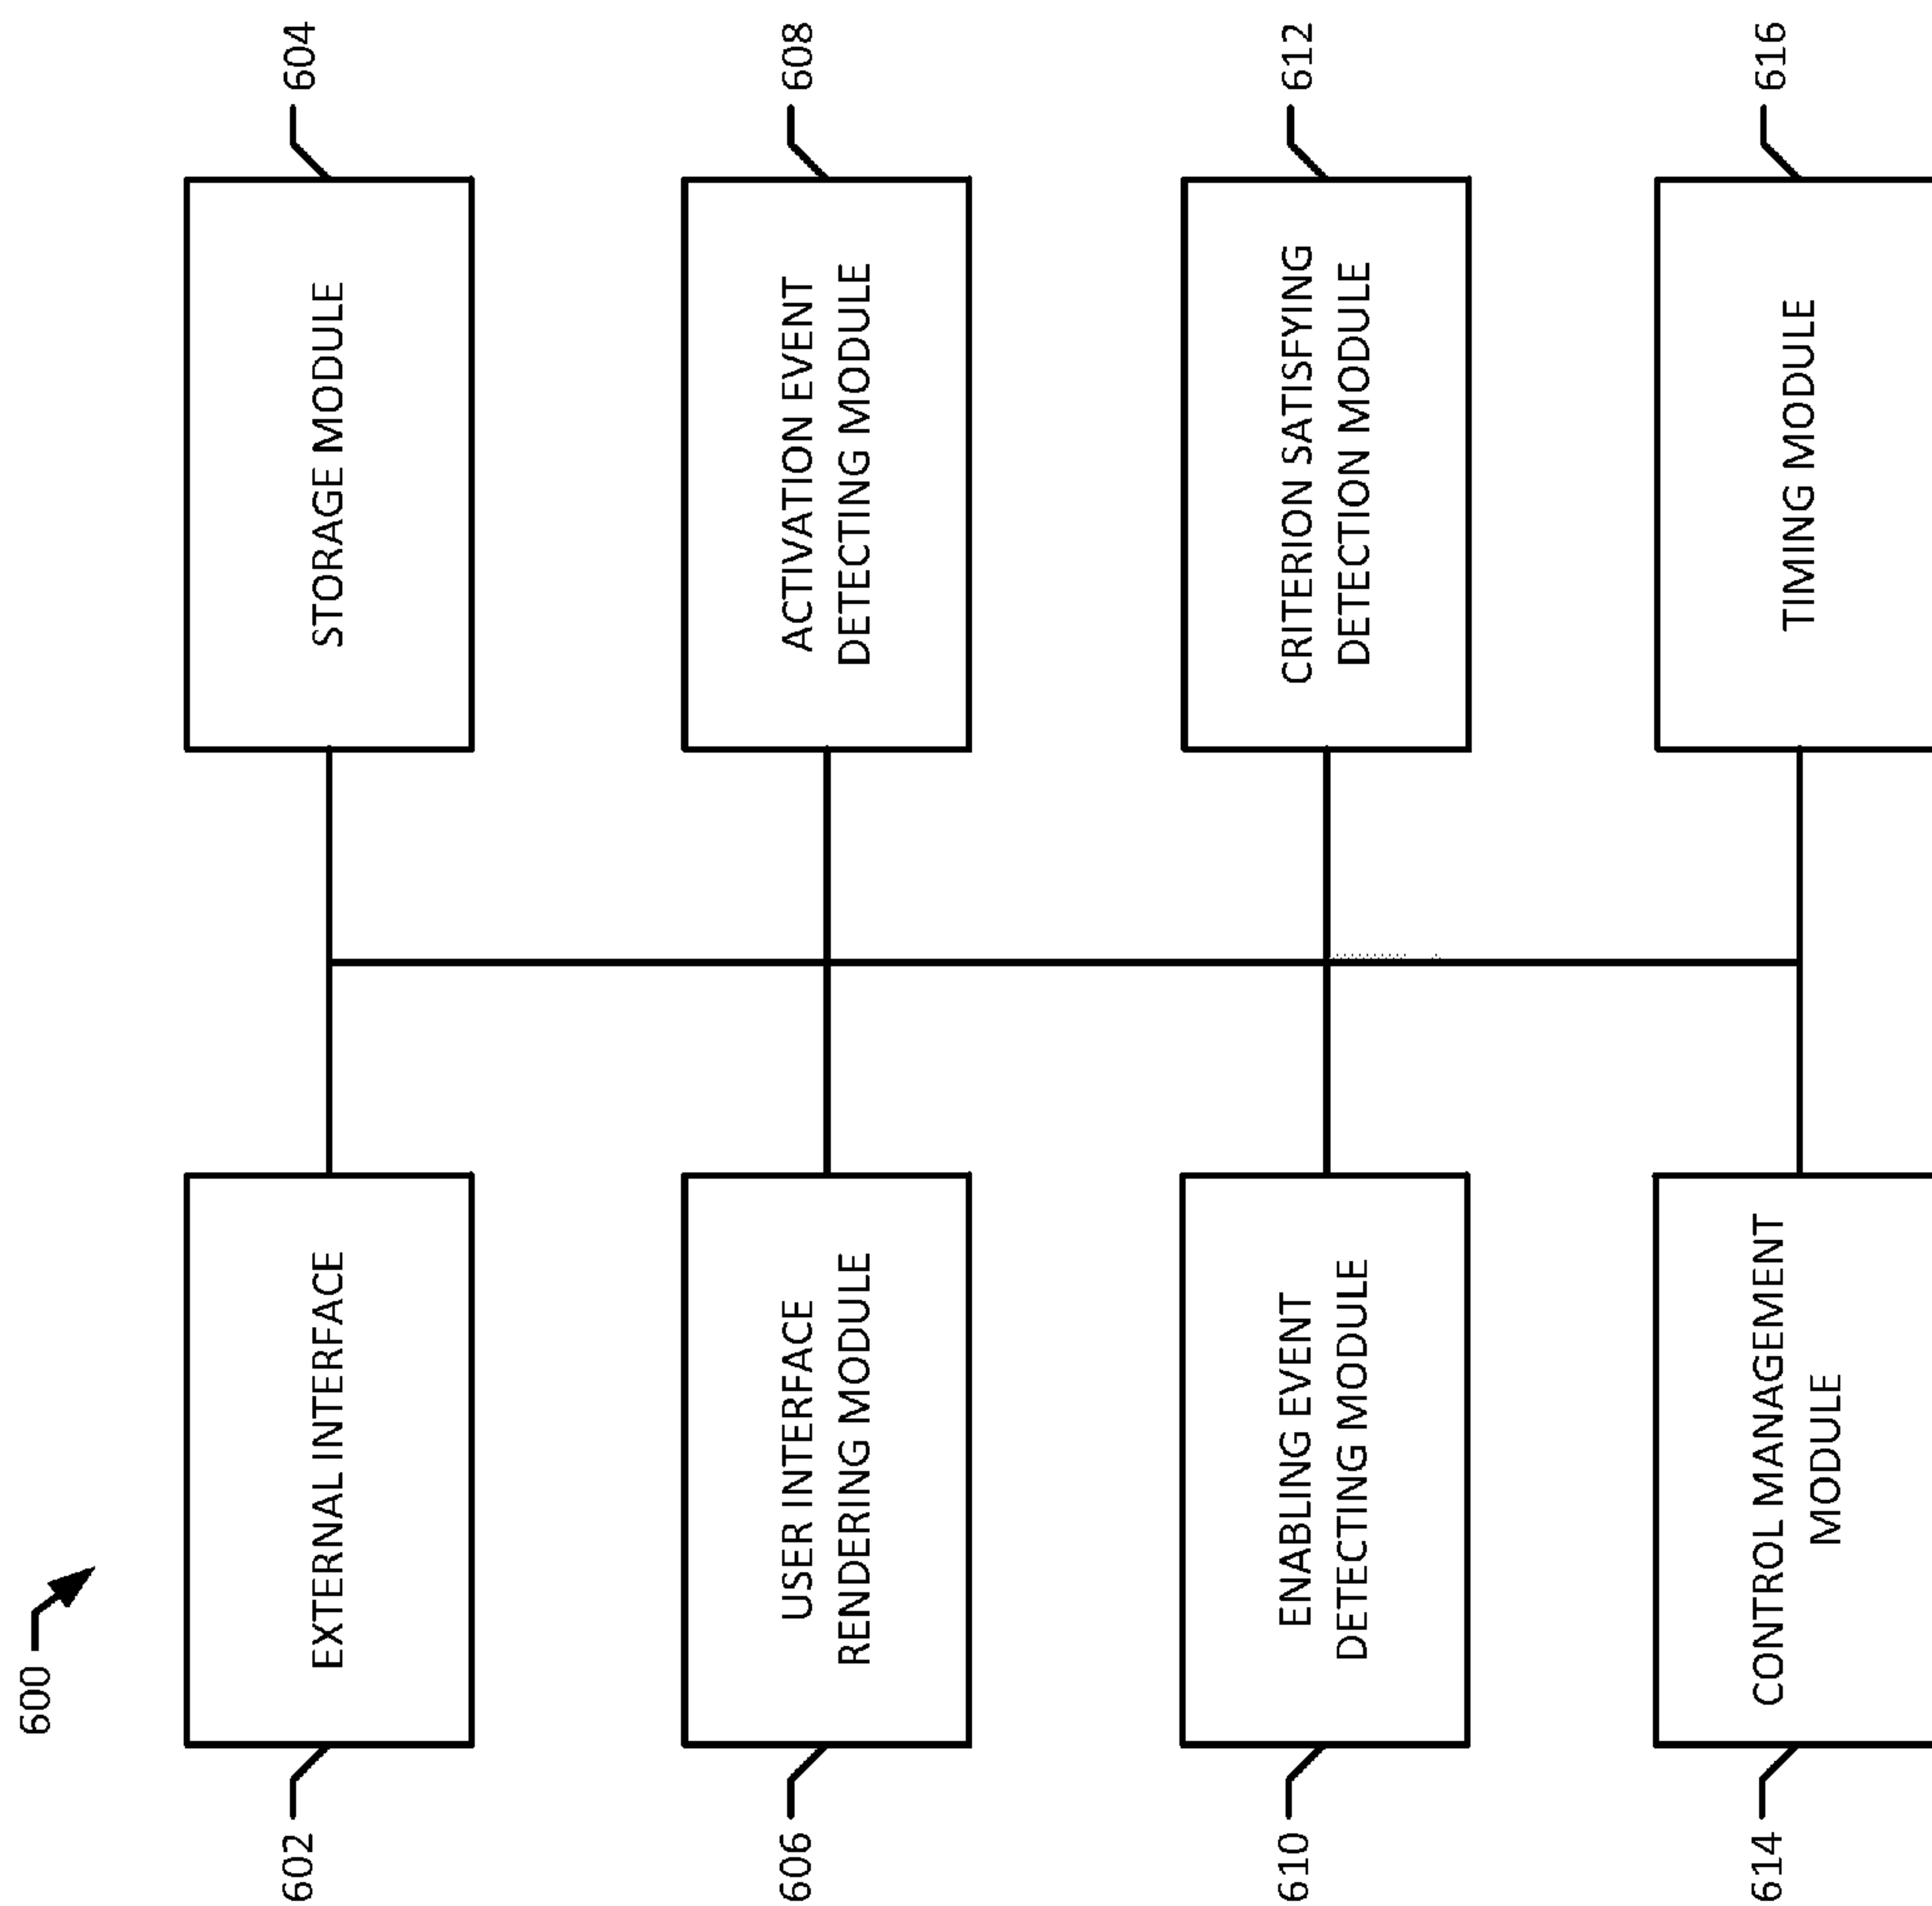 600
602
EXTERNAL INTERFACE
STORAGE MODULE
604
606
USER INTERFACE
RENDERING MODULE
ACTIVATION EVENT
DETECTING MODULE
608
610
ENABLING EVENT
DETECTING MODULE
CRITERION SATISFYING
DETECTION MODULE
612
614
CONTROL MANAGEMENT
MODULE
TIMING MODULE
616